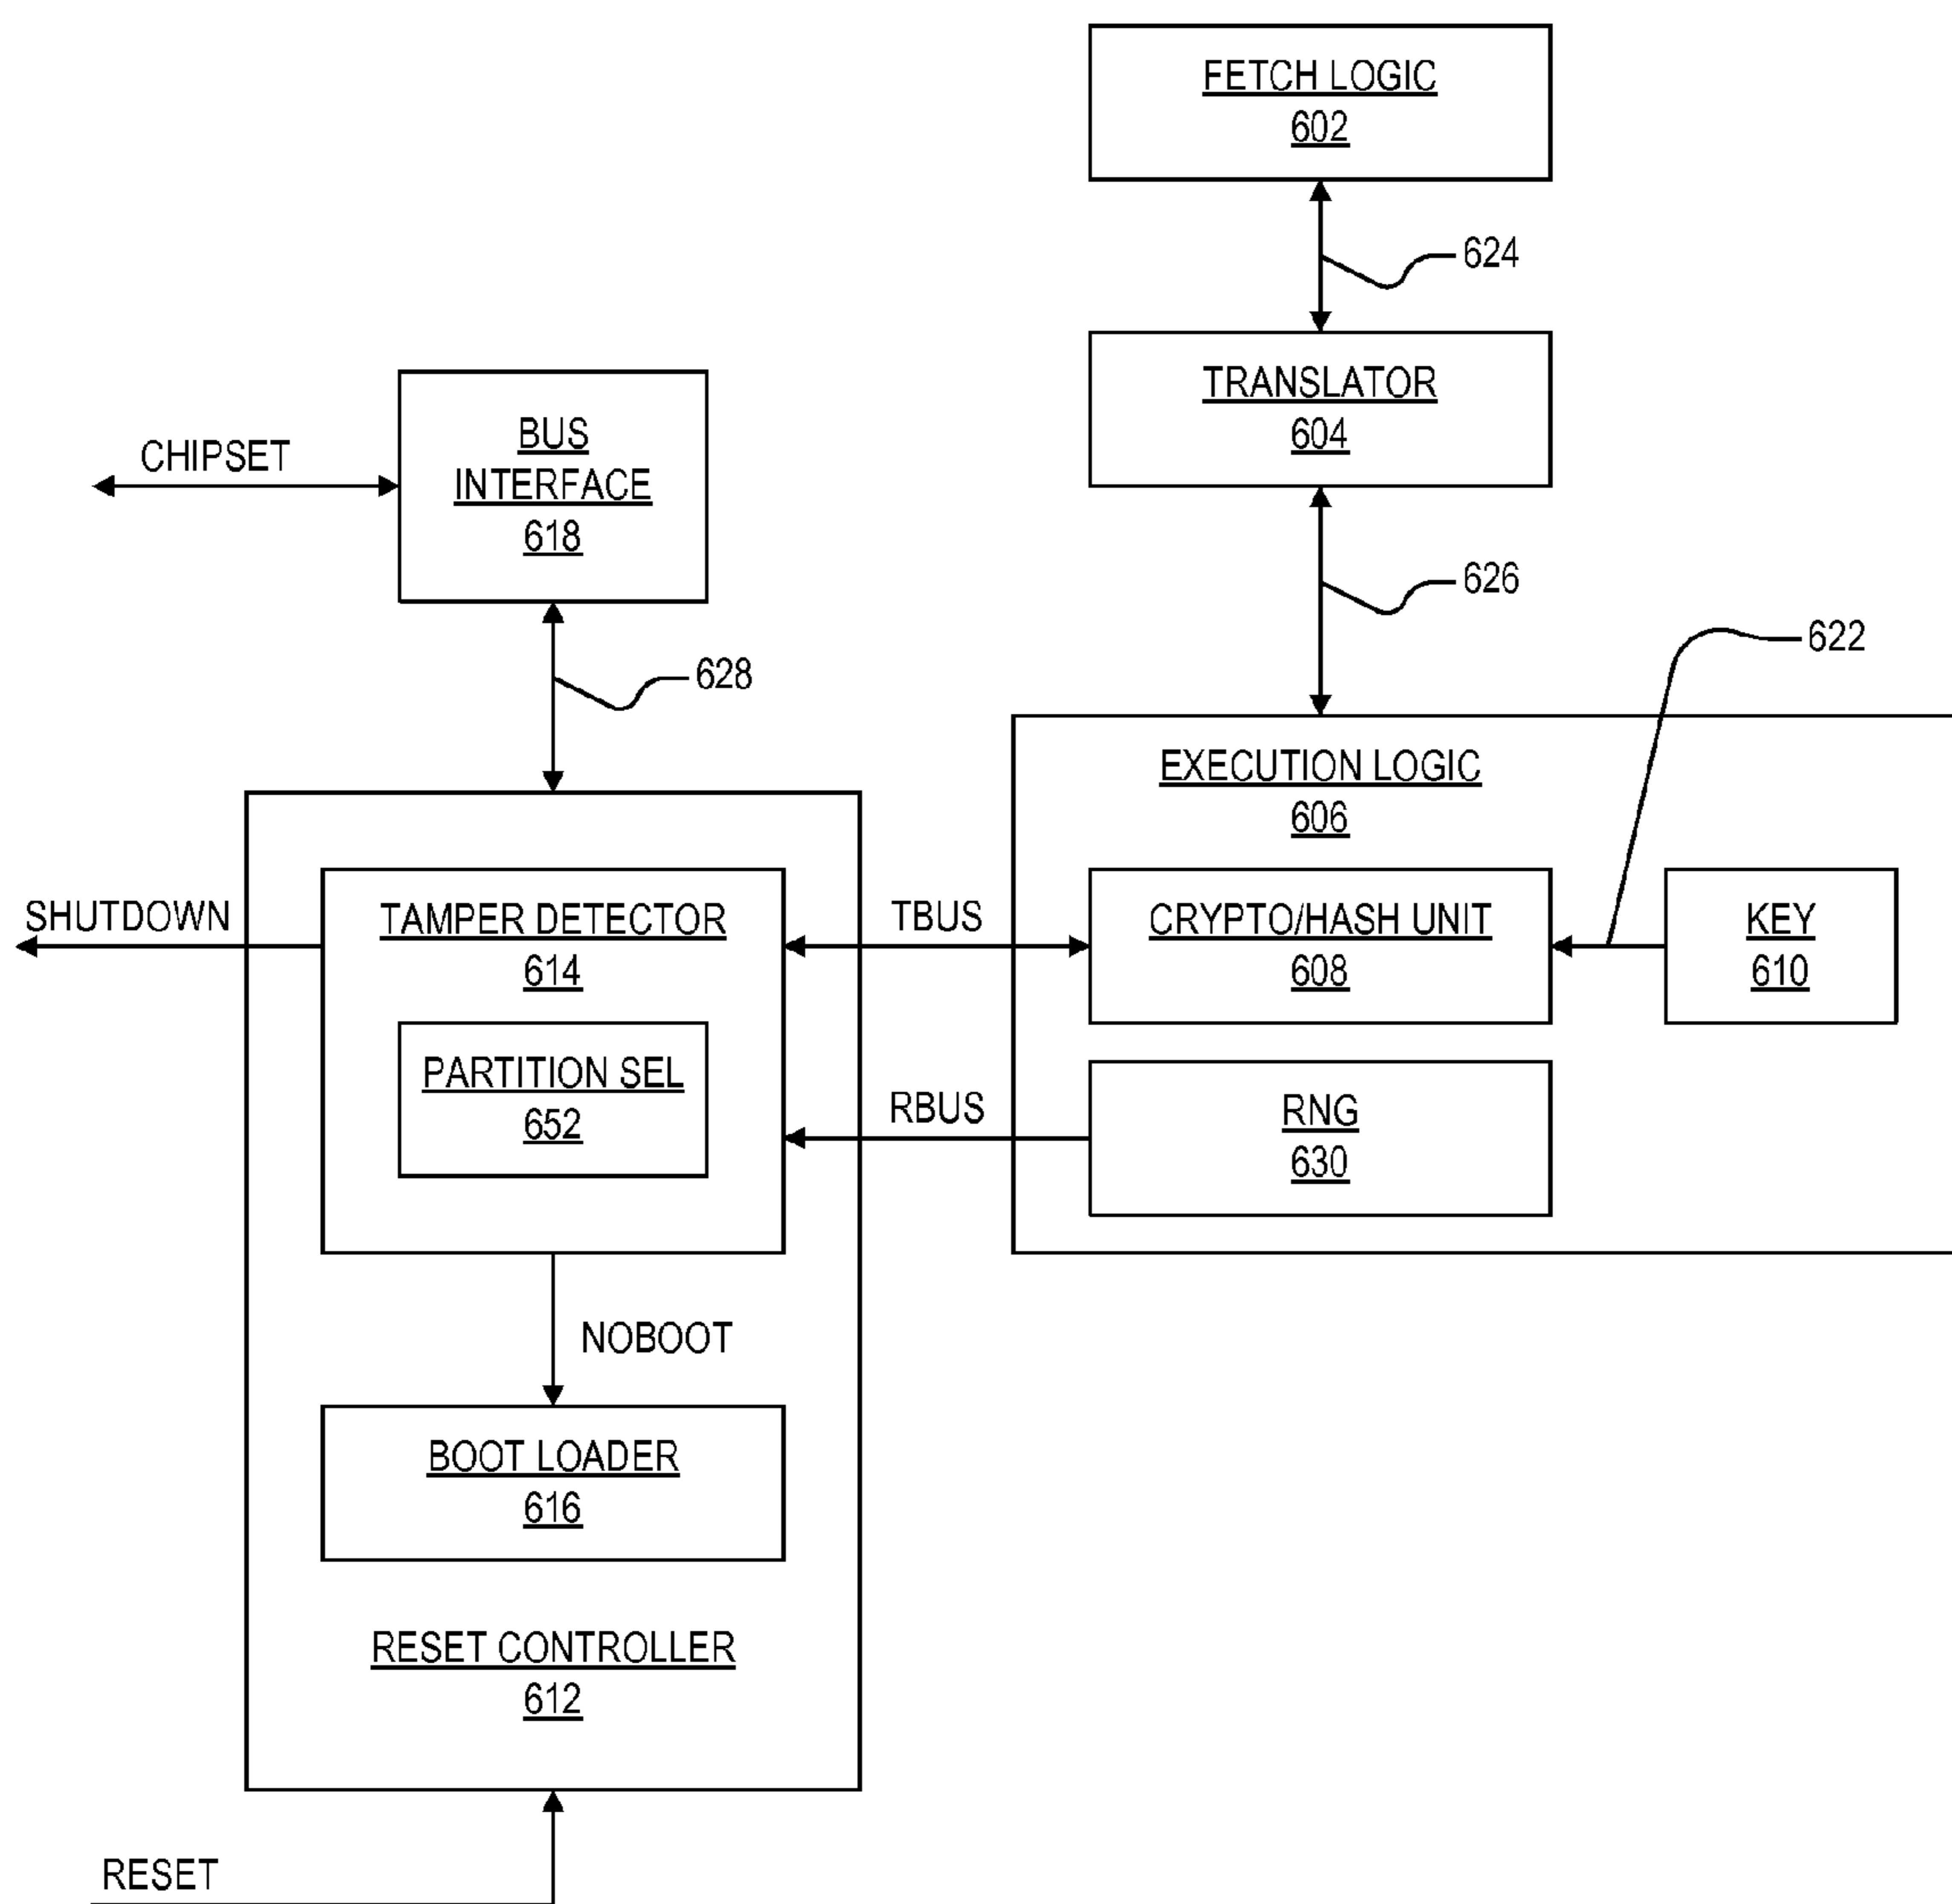 FETCH LOGIC
602
624
TRANSLATOR
604
BUS
INTERFACE
618
CHIPSET
626
622
628
EXECUTION LOGIC
606
SHUTDOWN
TAMPER DETECTOR
614
TBUS
CRYPTO/HASH UNIT
608
KEY
610
PARTITION SEL
652
RBUS
RNG
630
NOBOOT
BOOT LOADER
616
RESET CONTROLLER
612
RESET